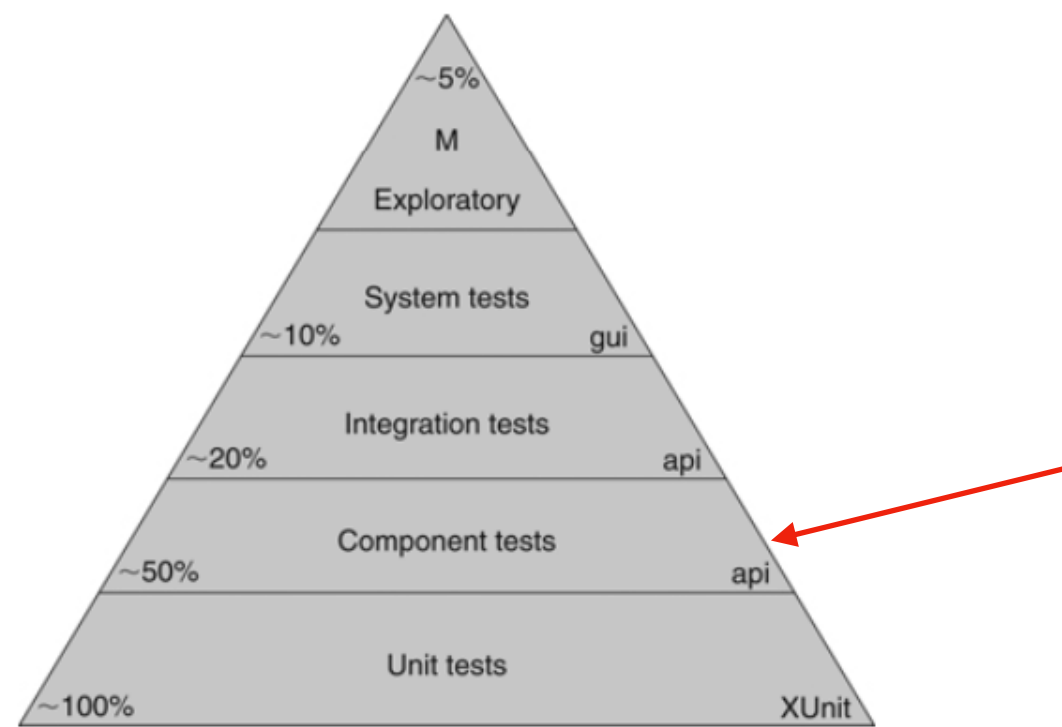 ~5%
M
Exploratory
System tests
~10%
gui
Integration tests
~20%
api
Component tests
~50%
api
Unit tests
~100%
XUnit